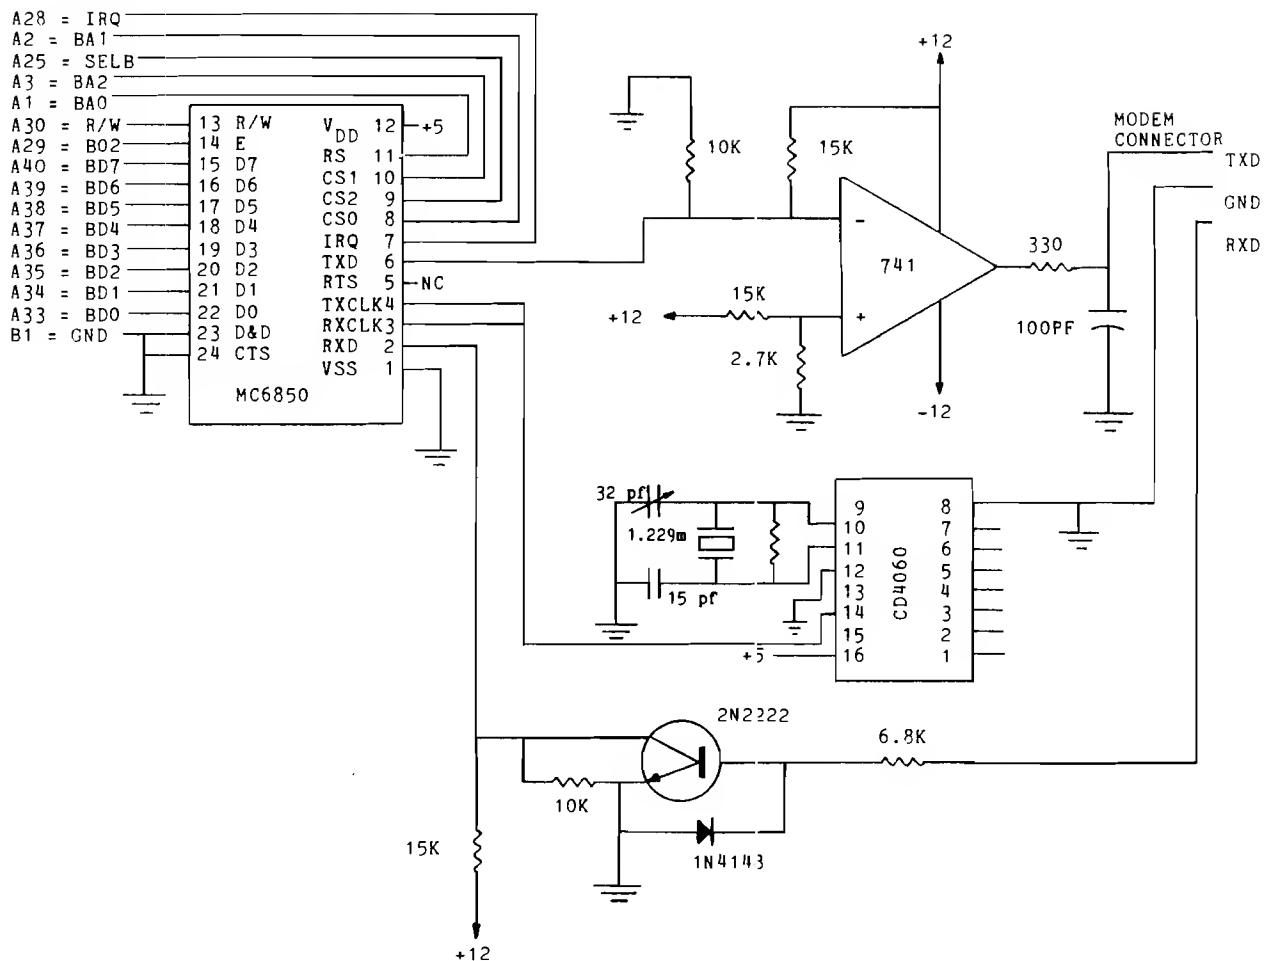 A28 = IRQ
A2 = BA1
A25 = SELB
A3 = BA2
A1 = BA0
A30 = R/W
A29 = BO2
A40 = BD7
A39 = BD6
A38 = BD5
A37 = BD4
A36 = BD3
A35 = BD2
A34 = BD1
A33 = BD0
B1 = GND
13 R/W
14 E
15 D7
16 D6
17 D5
18 D4
19 D3
20 D2
21 D1
22 D0
23 D&D
24 CTS
VDD 12
+5
RS 11
CS1 10
CS2 9
CS0 8
IRQ 7
TXD 6
RTS 5
NC
TXCLK4
RXCLK3
RXD 2
VSS 1
MC6850
+12
10K
15K
741
-
+
+12
15K
2.7K
-12
330
100PF
MODEM
CONNECTOR
TXD
GND
RXD
32 pf
1.229m
15 pf
9
10
11
12
13
14
15
16
CD4060
8
7
6
5
4
3
2
1
+5
2N2222
6.8K
10K
1N4143
15K
+12